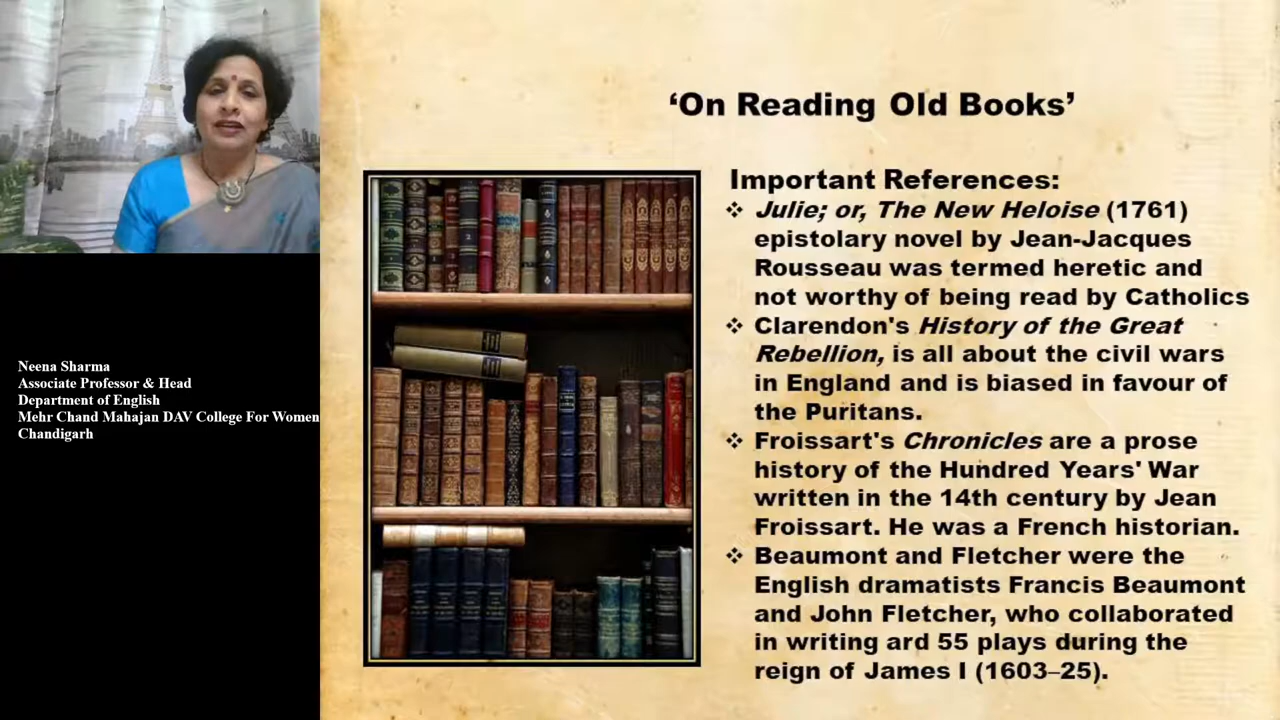 ‘On Reading Old Books’
Important References:
❖ Julie; or, The New Heloise (1761)
epistolary novel by Jean-Jacques
Rousseau was termed heretic and
not worthy of being read by Catholics
❖ Clarendon's History of the Great
Rebellion, is all about the civil wars
in England and is biased in favour of
the Puritans.
❖ Froissart's Chronicles are a prose
history of the Hundred Years' War
written in the 14th century by Jean
Froissart. He was a French historian.
❖ Beaumont and Fletcher were the
English dramatists Francis Beaumont
and John Fletcher, who collaborated
in writing ard 55 plays during the
reign of James I (1603–25).
Neena Sharma
Associate Professor & Head
Department of English
Mehr Chand Mahajan DAV College For Women
Chandigarh